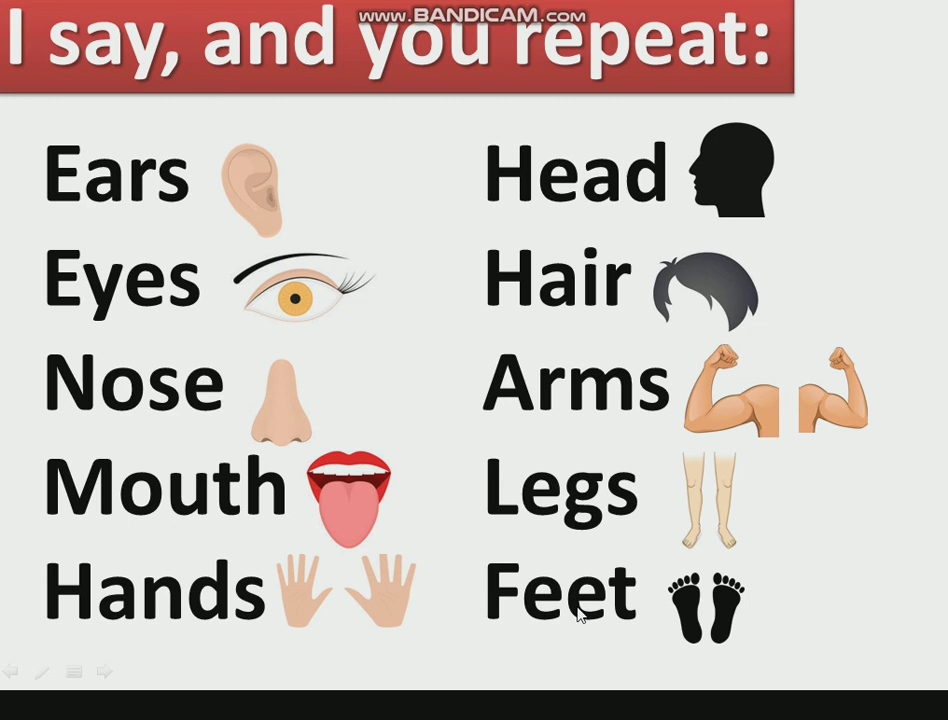 www.BANDICAM.com
I say, and you repeat:
Ears
Eyes
Nose
Mouth
Hands
Head
Hair
Arms
Legs
Feet